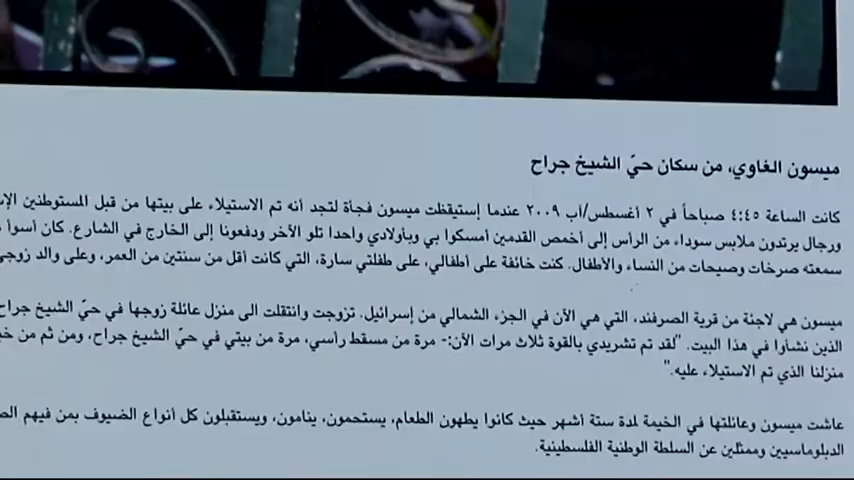 ميسون الغاوي، من سكان حيّ الشيخ جراح
كانت الساعة ٤:٤٥ صباحاً في ٢ أغسطس/أب ٢٠٠٩ عندما إستيقظت ميسون فجأة لتجد أنه تم الاستيلاء على بيتها من قبل المستوطنين
ورجال يرتدون ملابس سوداء من الرأس إلى أخمص القدمين أمسكوا بي وبأولادي واحدا تلو الأخر ودفعونا إلى الخارج في الشارع. كان أسوأ
سمعته صرخات وصيحات من النساء والأطفال. كنت خائفة على أطفالي، على طفلتي سارة، التي كانت أقل من سنتين من العمر، وعلى والد زوجي
ميسون هي لاجئة من قرية الصرفند، التي هي الآن في الجزء الشمالي من إسرائيل. تزوجت وانتقلت الى منزل عائلة زوجها في حيّ الشيخ جراح
الذين نشأوا في هذا البيت. "لقد تم تشريدي بالقوة ثلاث مرات الآن:- مرة من مسقط رأسي، مرة من بيتي في حيّ الشيخ جراح، ومن ثم من
منزلنا الذي تم الاستيلاء عليه."
عاشت ميسون وعائلتها في الخيمة لمدة ستة أشهر حيث كانوا يطهون الطعام، يستحمون، ينامون، ويستقبلون كل أنواع الضيوف بمن فيهم
الدبلوماسيين وممثلين عن السلطة الوطنية الفلسطينية.